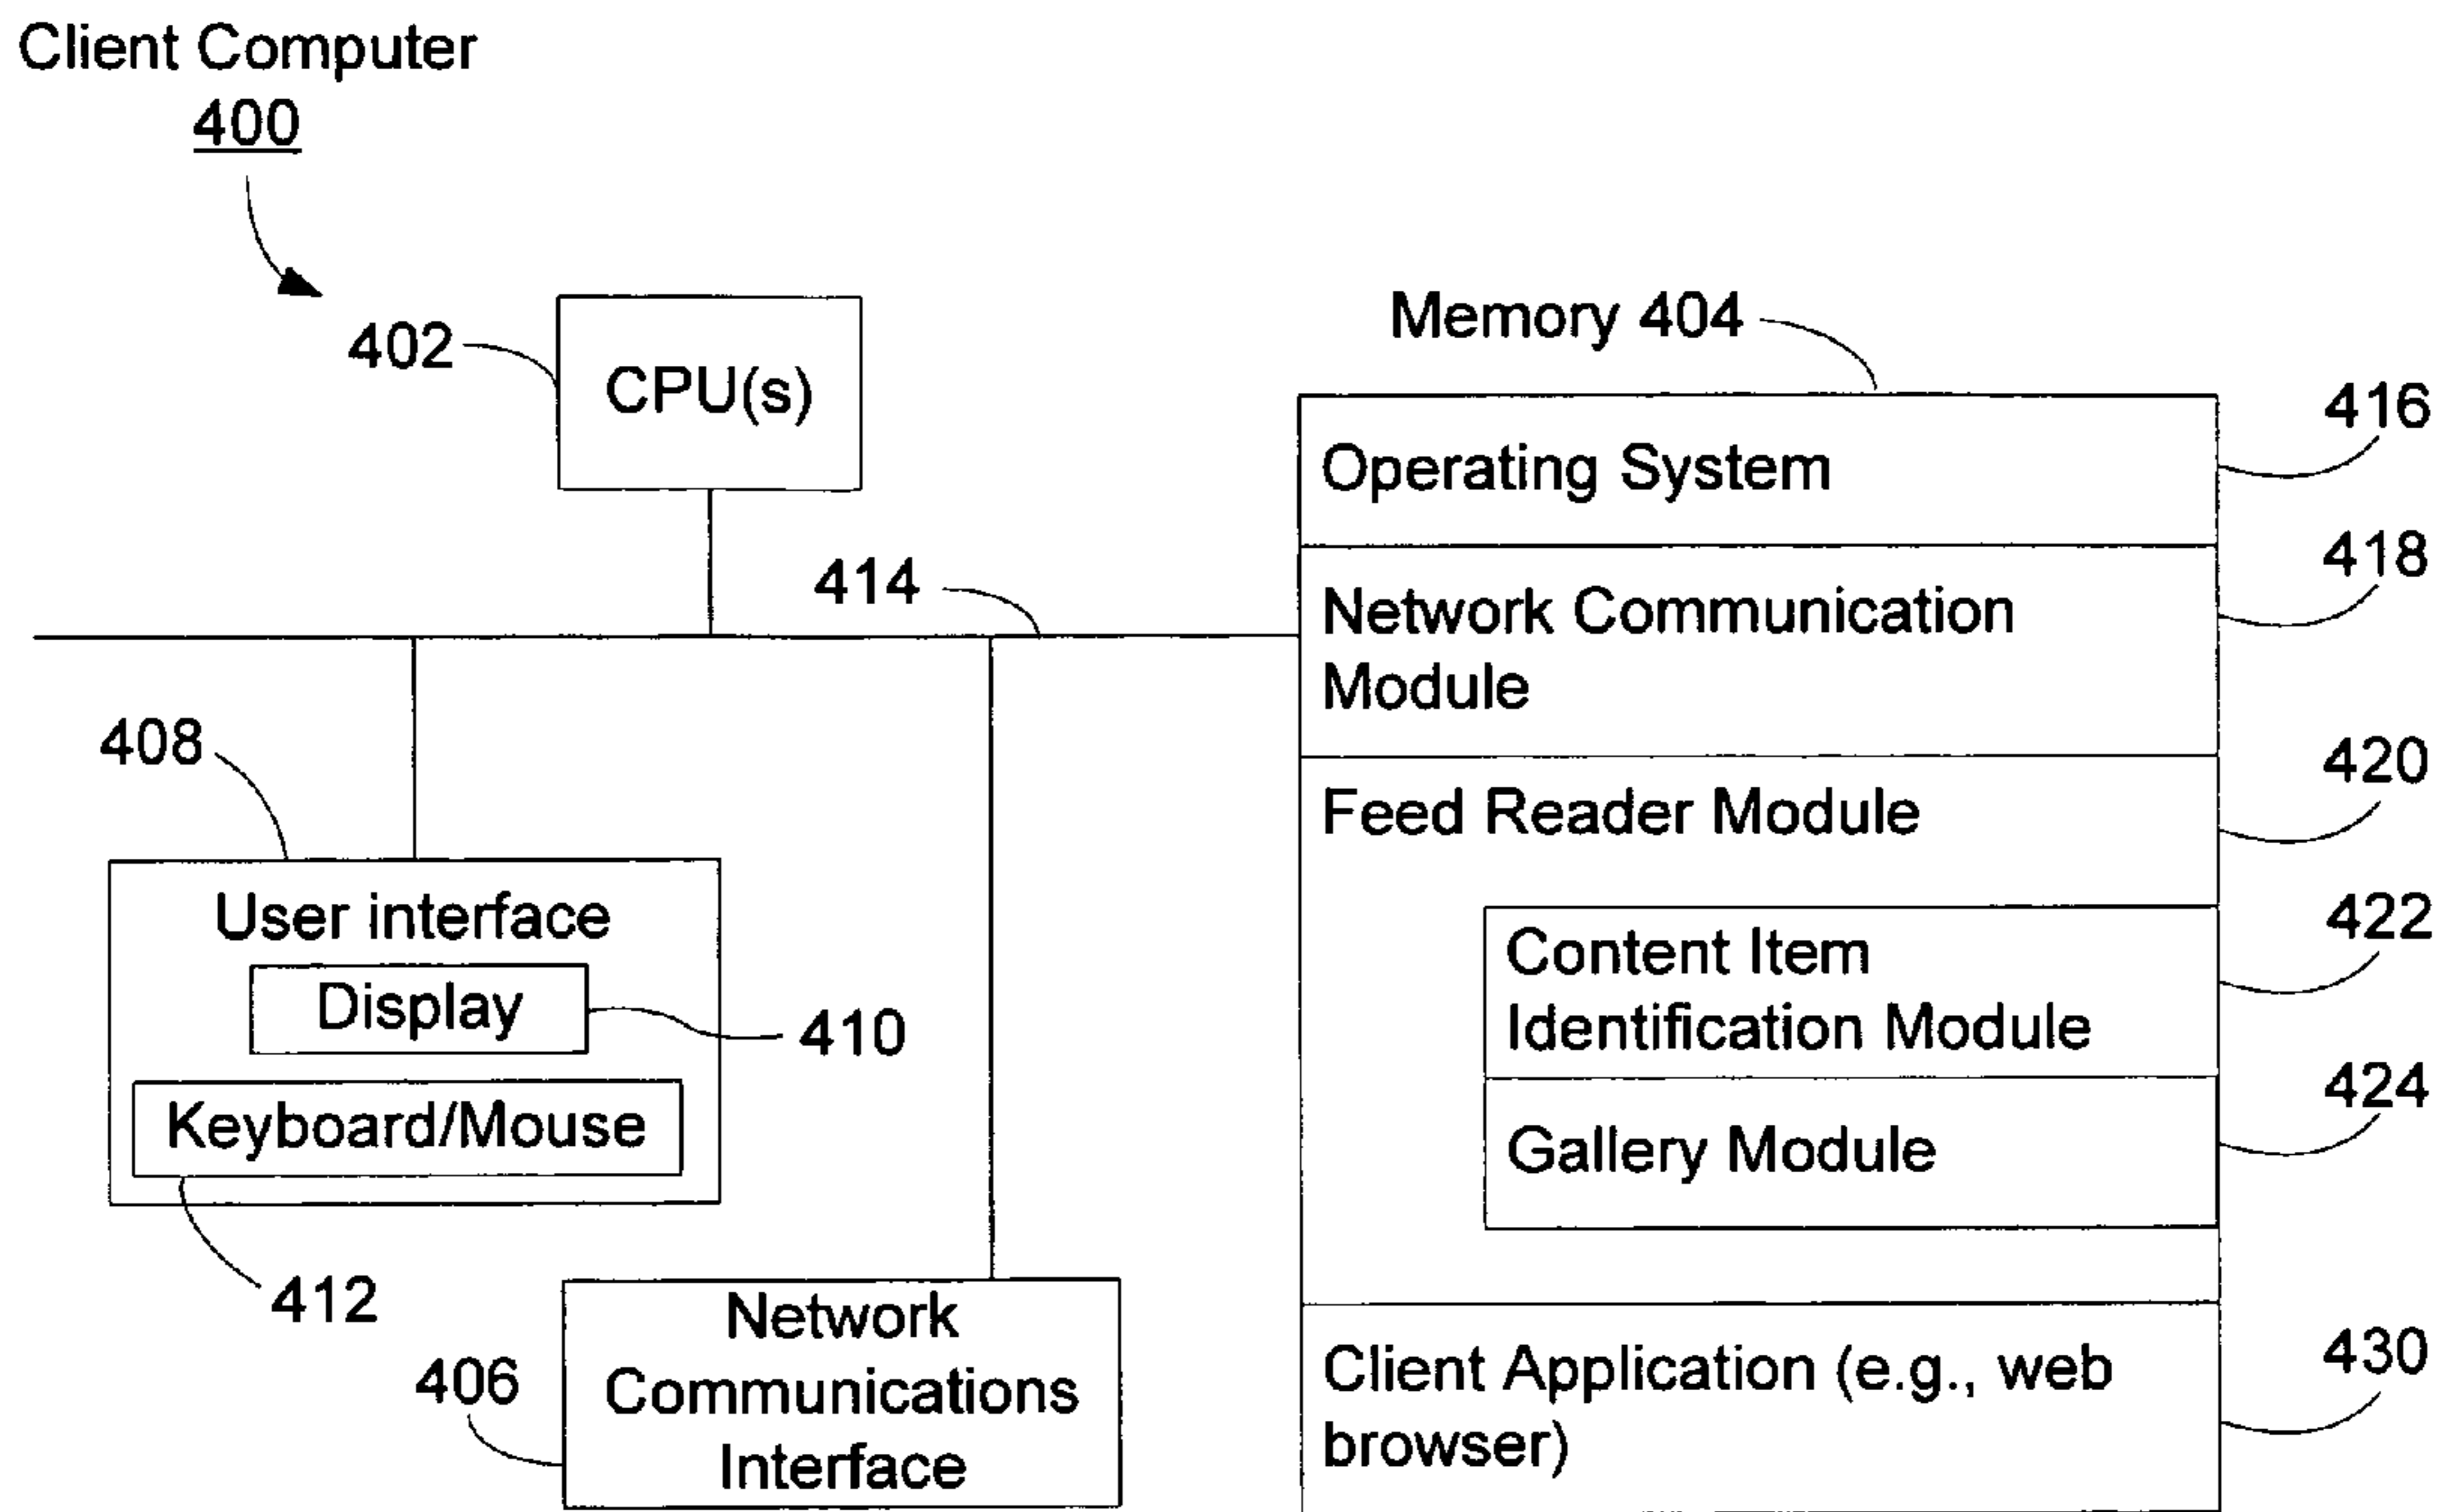 Client Computer
400
402
CPU(s)
414
408
User interface
Display
410
Keyboard/Mouse
412
406
Network
Communications
Interface
Memory 404
Operating System
416
Network Communication
Module
418
Feed Reader Module
420
Content Item
Identification Module
422
Gallery Module
424
Client Application (e.g., web
browser)
430